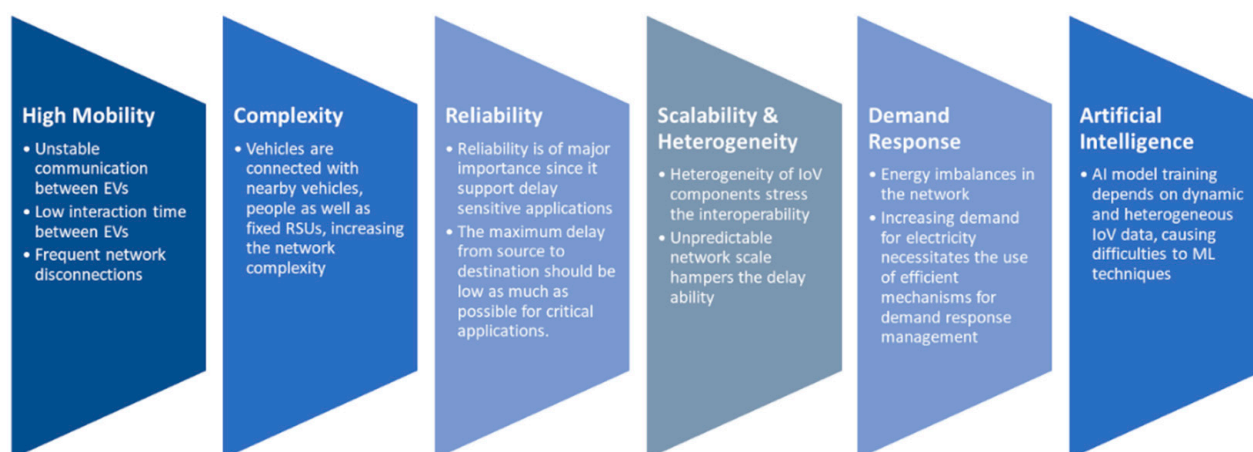 High Mobility
• Unstable
communication
between EVs
• Low interaction time
between EVs
• Frequent network
disconnections
Complexity
• Vehicles are
connected with
nearby vehicles,
people as well as
fixed RSUs, increasing
the network
complexity
Reliability
• Reliability is of major
importance since it
support delay
sensitive applications
• The maximum delay
from source to
destination should be
low as much as
possible for critical
applications.
Scalability &
Heterogeneity
• Heterogeneity of IoV
components stress
the interoperability
• Unpredictable
network scale
hampers the delay
ability
Demand
Response
• Energy imbalances in
the network
• Increasing demand
for electricity
necessitates the use
of efficient
mechanisms for
demand response
management
Artificial
Intelligence
• AI model training
depends on dynamic
and heterogeneous
IoV data, causing
difficulties to ML
techniques